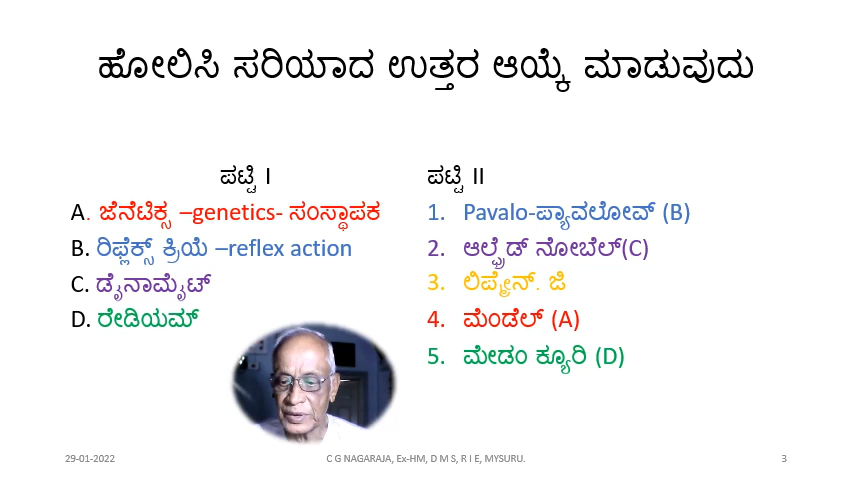 ಹೋಲಿಸಿ ಸರಿಯಾದ ಉತ್ತರ ಆಯ್ಕೆ ಮಾಡುವುದು
ಪಟ್ಟಿ I
A. ಜೆನೆಟಿಕ್ಸ –genetics- ಸಂಸ್ಥಾಪಕ
B. ರಿಫ್ಲೆಕ್ಸ್ ಕ್ರಿಯೆ –reflex action
C. ಡೈನಾಮೈಟ್
D. ರೇಡಿಯಮ್
ಪಟ್ಟಿ II
1. Pavalo-ಪ್ಯಾವಲೋವ್ (B)
2. ಆಲ್ಫ್ರೆಡ್ ನೋಬೆಲ್(C)
3. ಲಿಪ್ಮೇನ್. ಜಿ
4. ಮೆಂಡೆಲ್ (A)
5. ಮೇಡಂ ಕ್ಯೂರಿ (D)
29-01-2022
C G NAGARAJA, Ex-HM, D M S, R I E, MYSURU.
3